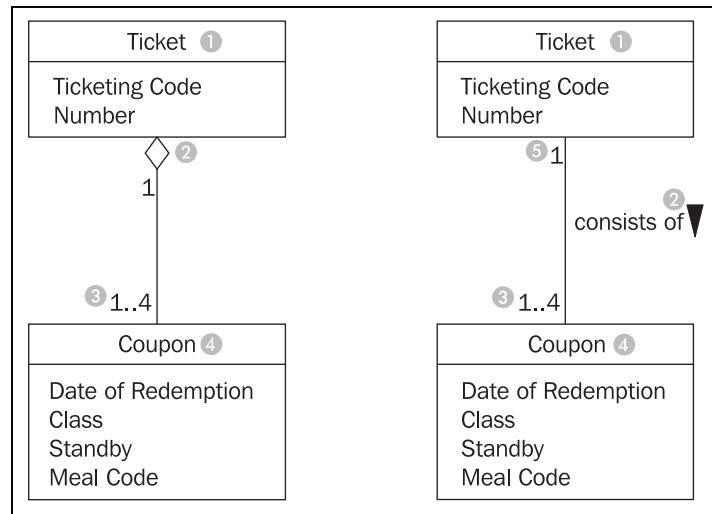 Ticket 1
Ticketing Code
Number
2
1
3 1..4
Coupon 4
Date of Redemption
Class
Standby
Meal Code
Ticket 1
Ticketing Code
Number
5 1
2
consists of
3 1..4
Coupon 4
Date of Redemption
Class
Standby
Meal Code